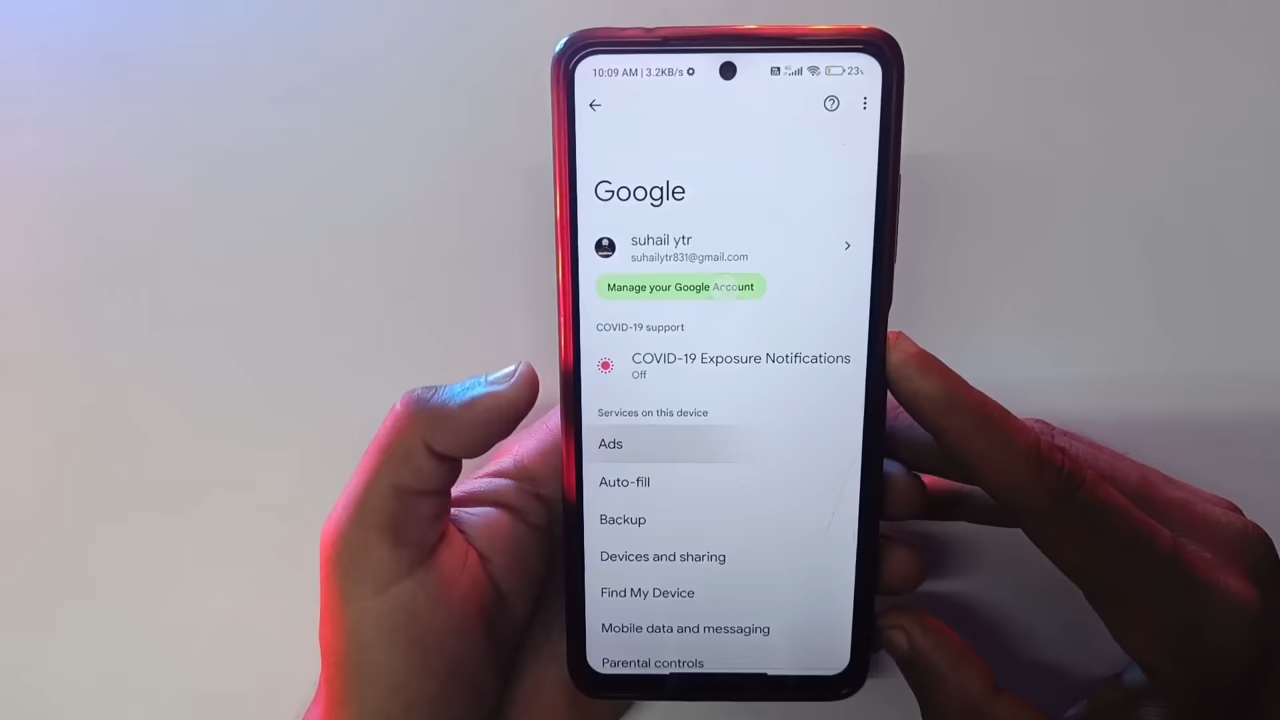 10:09 AM | 3.2KB/s
4G
23%
Google
suhail ytr
suhailytr831@gmail.com
Manage your Google Account
COVID-19 support
COVID-19 Exposure Notifications
Off
Services on this device
Ads
Auto-fill
Backup
Devices and sharing
Find My Device
Mobile data and messaging
Parental controls